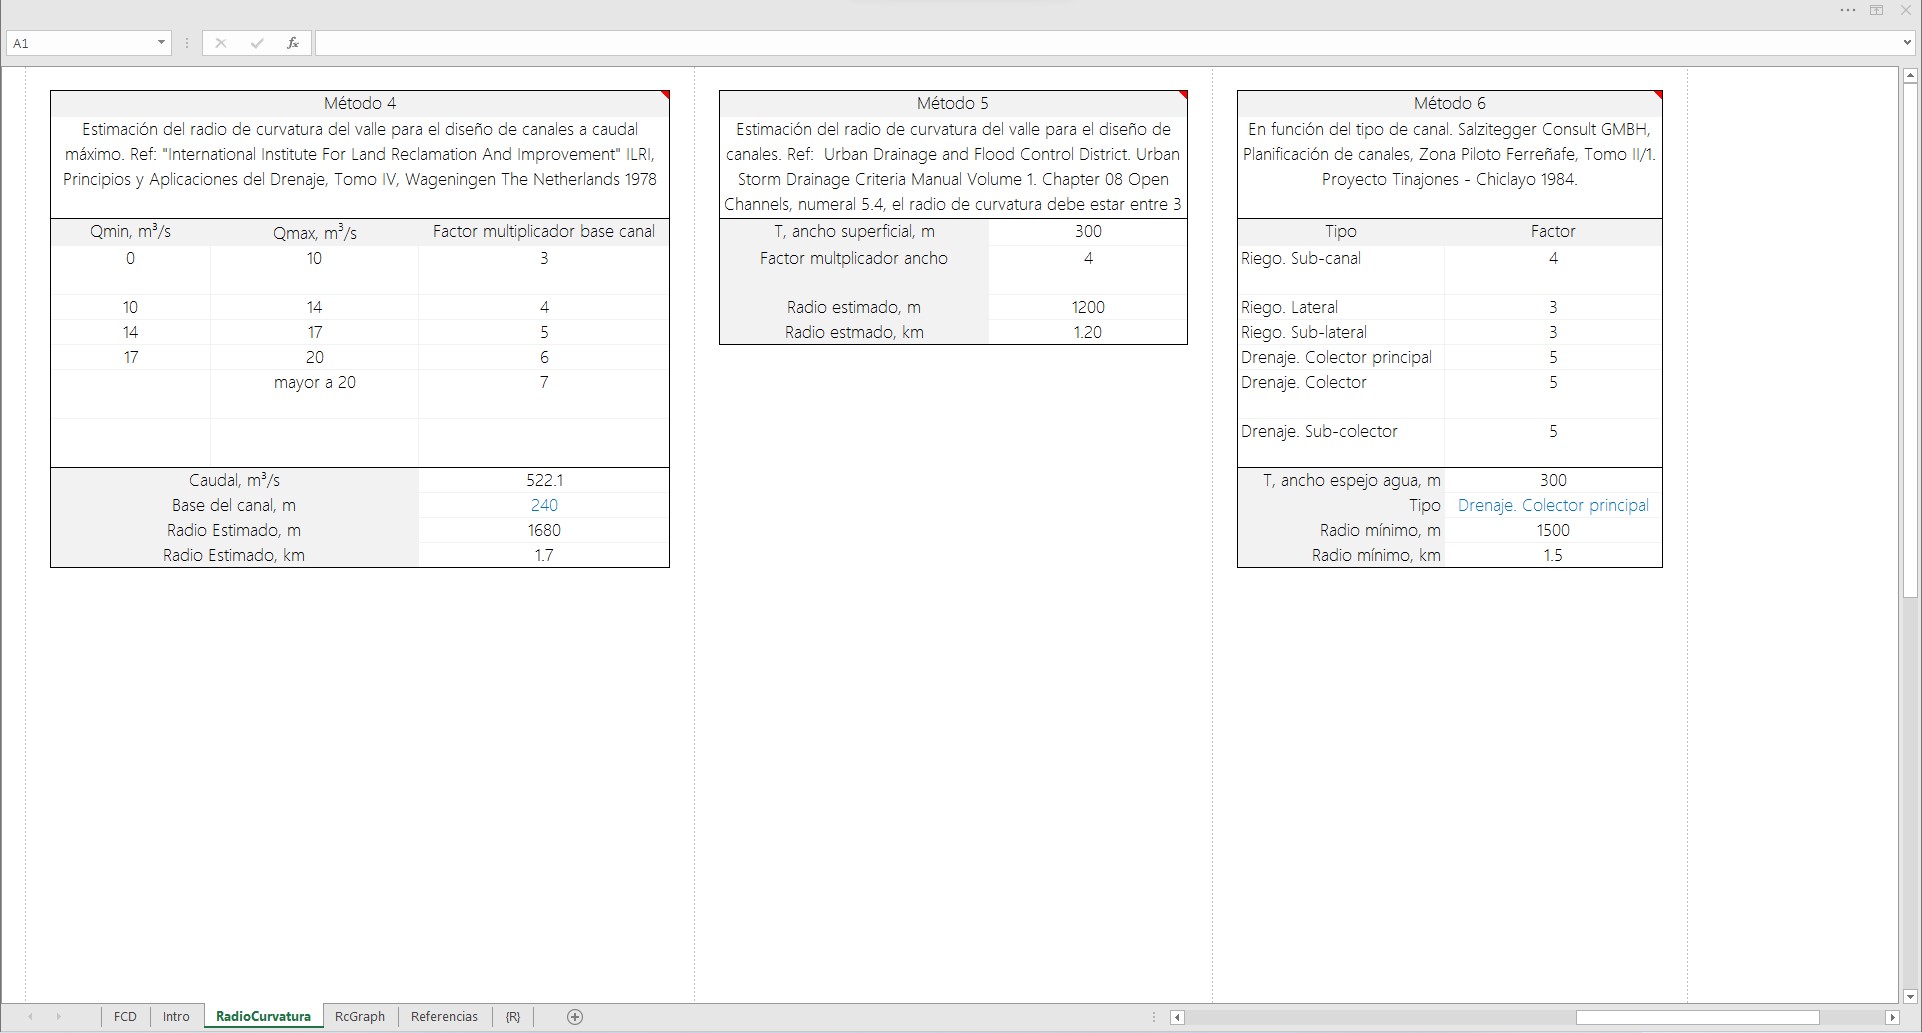 A1
fx
Método 4
Estimación del radio de curvatura del valle para el diseño de canales a caudal
máximo. Ref: "International Institute For Land Reclamation And Improvement" ILRI,
Principios y Aplicaciones del Drenaje, Tomo IV, Wageningen The Netherlands 1978
Qmin, m³/s Qmax, m³/s Factor multiplicador base canal
0 10 3
10 14 4
14 17 5
17 20 6
mayor a 20 7
Caudal, m³/s 522.1
Base del canal, m 240
Radio Estimado, m 1680
Radio Estimado, km 1.7
Método 5
Estimación del radio de curvatura del valle para el diseño de
canales. Ref:  Urban Drainage and Flood Control District. Urban
Storm Drainage Criteria Manual Volume 1. Chapter 08 Open
Channels, numeral 5.4, el radio de curvatura debe estar entre 3
T, ancho superficial, m 300
Factor multplicador ancho 4
Radio estimado, m 1200
Radio estmado, km 1.20
Método 6
En función del tipo de canal. Salzitegger Consult GMBH,
Planificación de canales, Zona Piloto Ferreñafe, Tomo II/1.
Proyecto Tinajones - Chiclayo 1984.
Tipo Factor
Riego. Sub-canal 4
Riego. Lateral 3
Riego. Sub-lateral 3
Drenaje. Colector principal 5
Drenaje. Colector 5
Drenaje. Sub-colector 5
T, ancho espejo agua, m 300
Tipo Drenaje. Colector principal
Radio mínimo, m 1500
Radio mínimo, km 1.5
FCD Intro RadioCurvatura RcGraph Referencias {R}